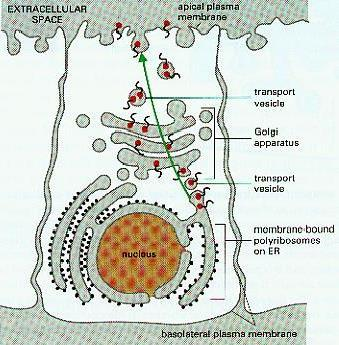 EXTRACELLULAR
SPACE
apical plasma
membrane
transport
vesicle
Golgi
apparatus
transport
vesicle
membrane-bound
polyribosomes
on ER
nucleus
basolateral plasma membrane